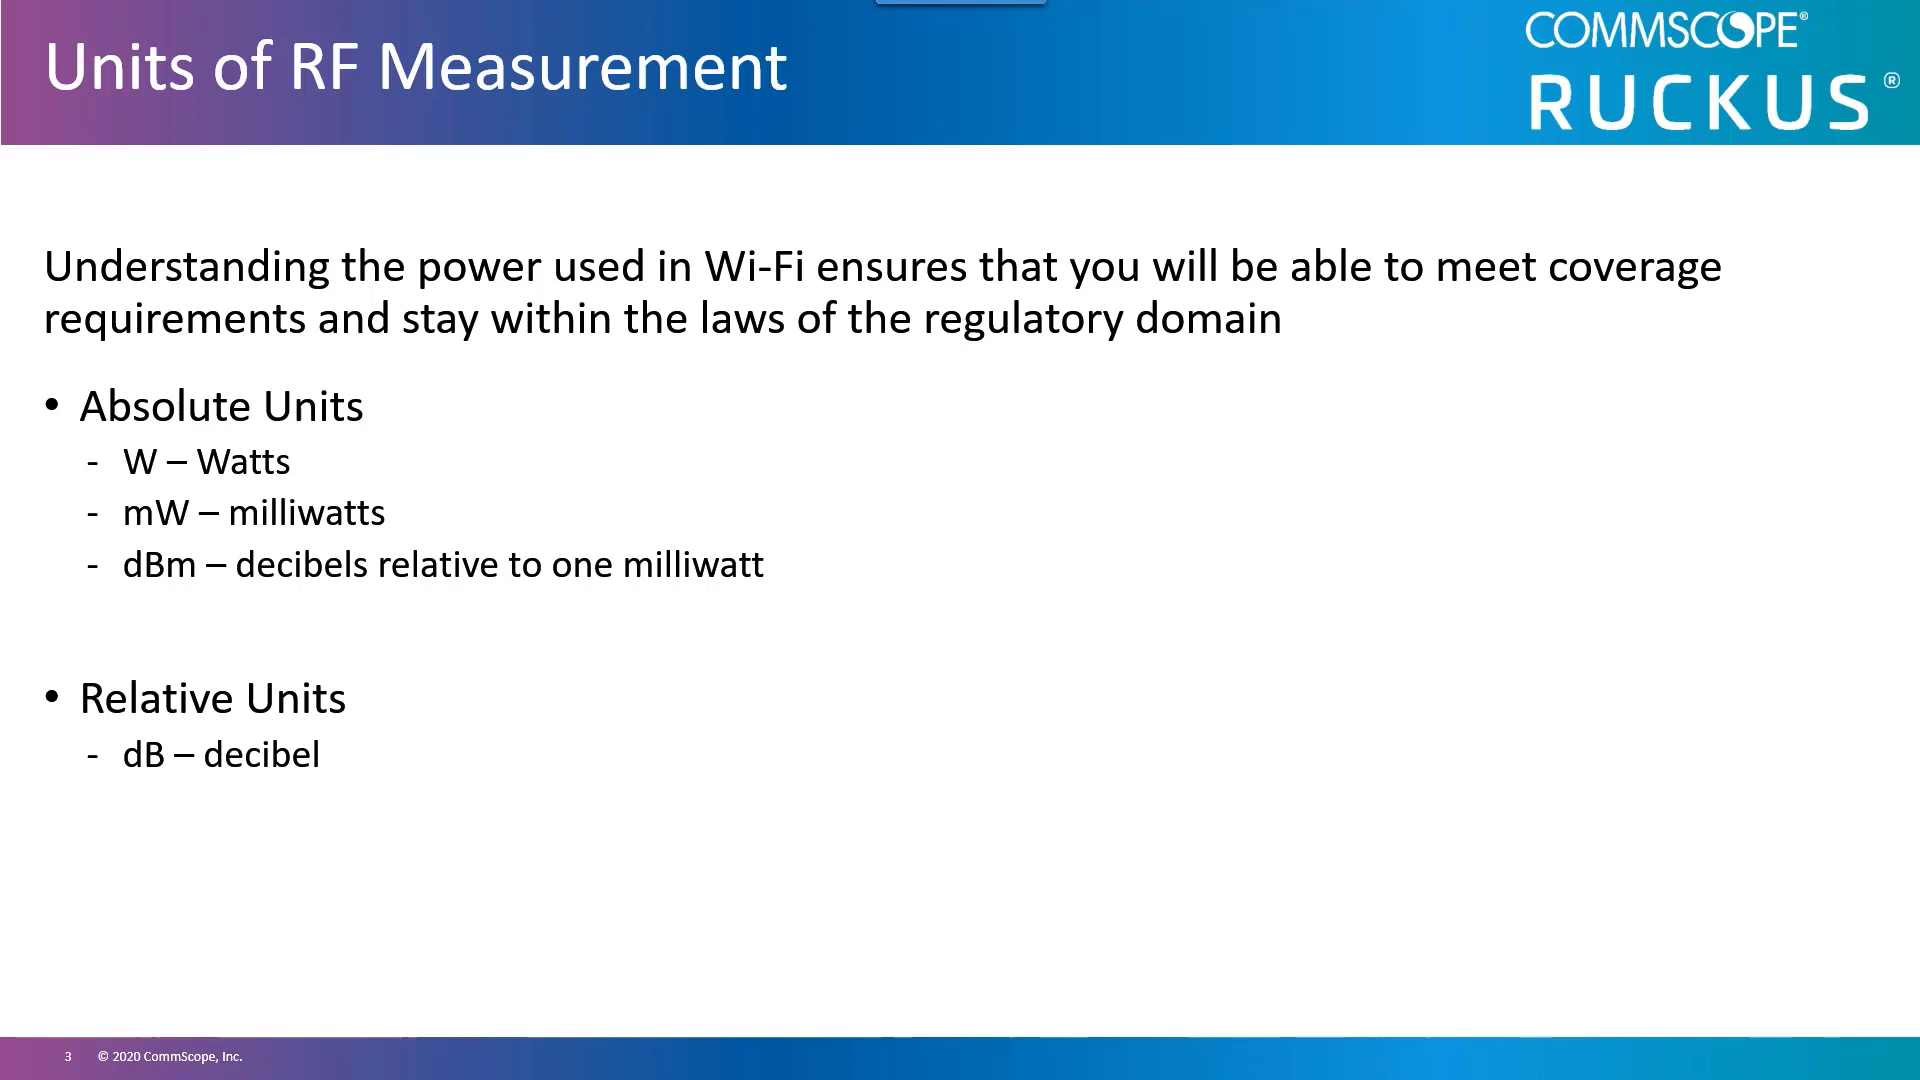 Units of RF Measurement
COMMSCOPE®
RUCKUS®
Understanding the power used in Wi-Fi ensures that you will be able to meet coverage
requirements and stay within the laws of the regulatory domain
• Absolute Units
- W – Watts
- mW – milliwatts
- dBm – decibels relative to one milliwatt
• Relative Units
- dB – decibel
3 © 2020 CommScope, Inc.